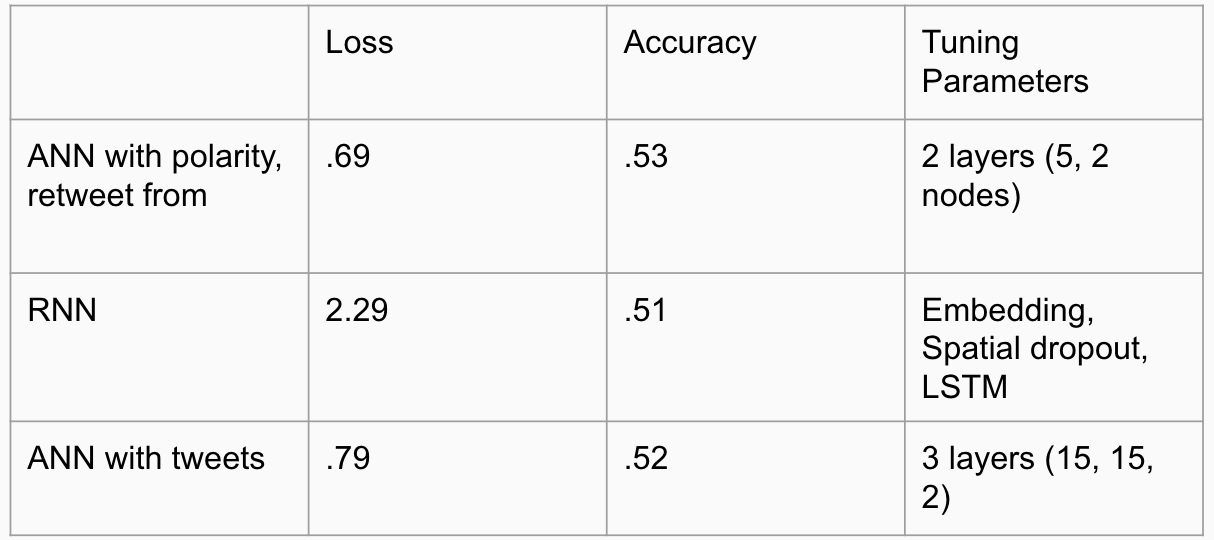 Loss Accuracy Tuning
Parameters
ANN with polarity, .69 .53 2 layers (5, 2
retweet from nodes)
RNN 2.29 .51 Embedding,
Spatial dropout,
LSTM
ANN with tweets .79 .52 3 layers (15, 15,
2)